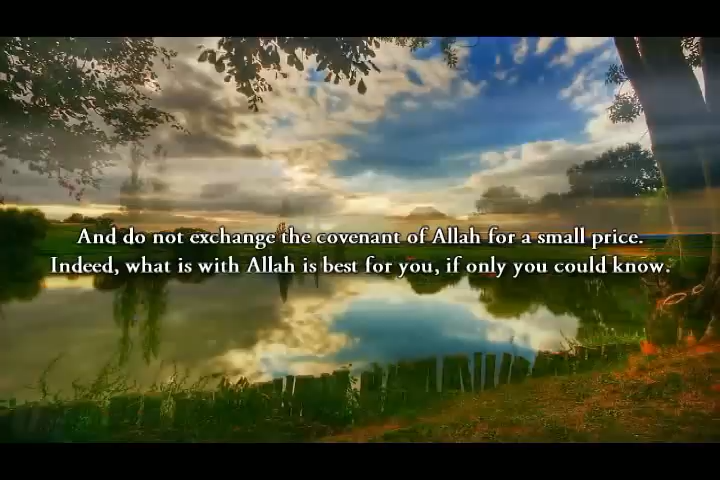 And do not exchange the covenant of Allah for a small price.
Indeed, what is with Allah is best for you, if only you could know.